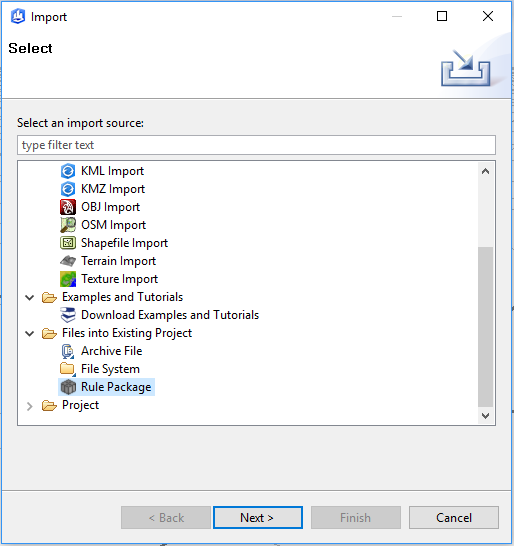 Import
Select
Select an import source:
type filter text
KML Import
KMZ Import
OBJ Import
OSM Import
Shapefile Import
Terrain Import
Texture Import
Examples and Tutorials
Download Examples and Tutorials
Files into Existing Project
Archive File
File System
Rule Package
Project
< Back
Next >
Finish
Cancel